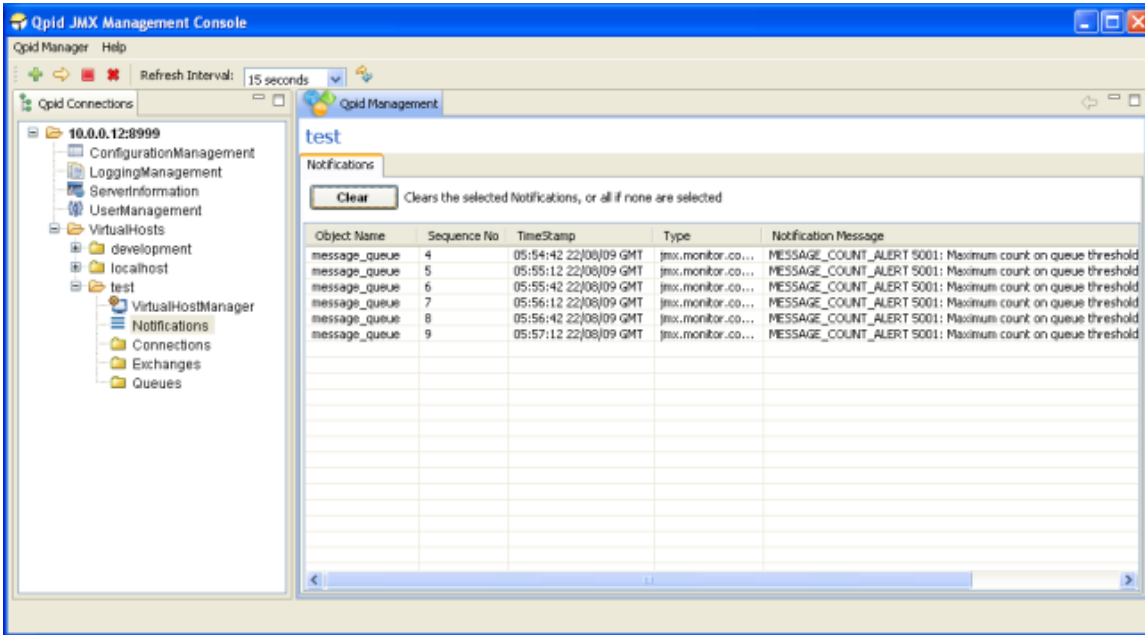 Qpid JMX Management Console
Qpid Manager Help
Refresh Interval: 15 seconds
Qpid Connections
10.0.0.12:8999
ConfigurationManagement
LoggingManagement
ServerInformation
UserManagement
VirtualHosts
development
localhost
test
VirtualHostManager
Notifications
Connections
Exchanges
Queues
Qpid Management
test
Notifications
Clear Clears the selected Notifications, or all if none are selected
Object Name Sequence No TimeStamp Type Notification Message
message_queue 4 05:54:42 22/08/09 GMT jmx.monitor.co... MESSAGE_COUNT_ALERT 5001: Maximum count on queue threshold
message_queue 5 05:55:12 22/08/09 GMT jmx.monitor.co... MESSAGE_COUNT_ALERT 5001: Maximum count on queue threshold
message_queue 6 05:55:42 22/08/09 GMT jmx.monitor.co... MESSAGE_COUNT_ALERT 5001: Maximum count on queue threshold
message_queue 7 05:56:12 22/08/09 GMT jmx.monitor.co... MESSAGE_COUNT_ALERT 5001: Maximum count on queue threshold
message_queue 8 05:56:42 22/08/09 GMT jmx.monitor.co... MESSAGE_COUNT_ALERT 5001: Maximum count on queue threshold
message_queue 9 05:57:12 22/08/09 GMT jmx.monitor.co... MESSAGE_COUNT_ALERT 5001: Maximum count on queue threshold